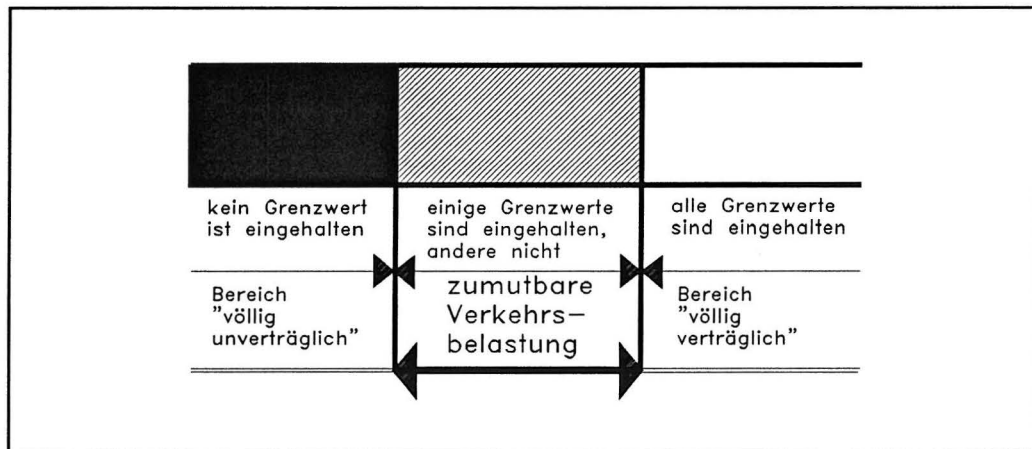 kein Grenzwert
ist eingehalten
einige Grenzwerte
sind eingehalten,
andere nicht
alle Grenzwerte
sind eingehalten
Bereich
"völlig
unverträglich"
zumutbare
Verkehrs–
belastung
Bereich
"völlig
verträglich"